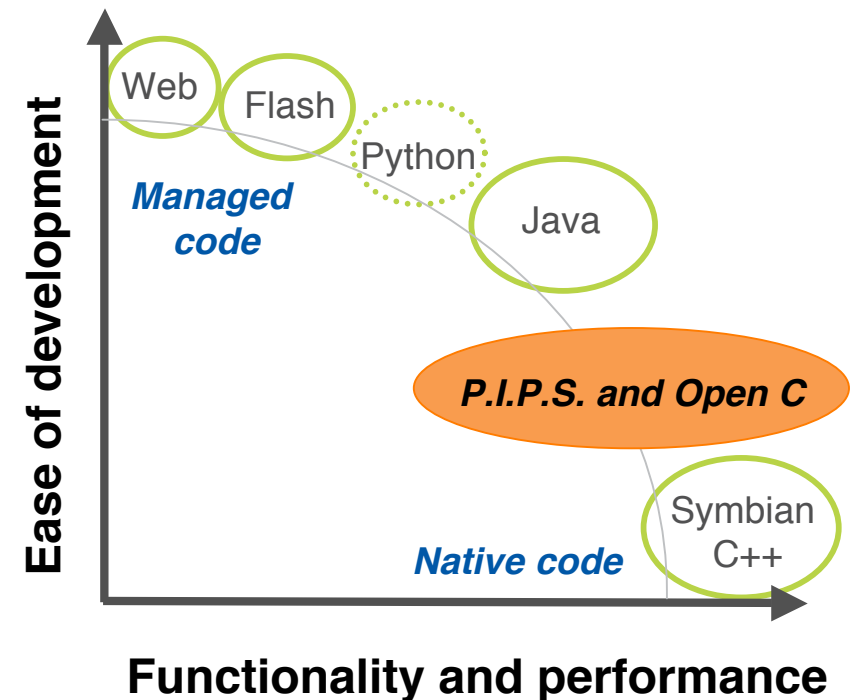 Web
Flash
Python
Java
Managed
code
P.I.P.S. and Open C
Symbian
C++
Native code
Ease of development
Functionality and performance